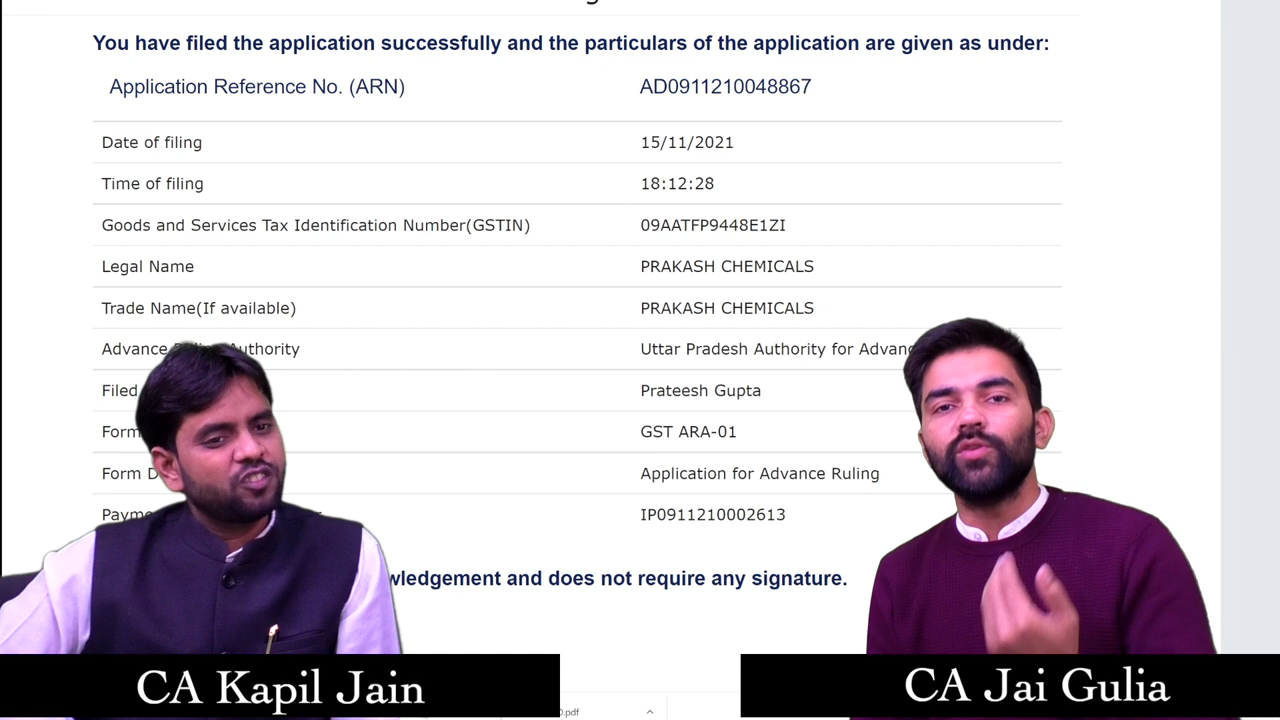 You have filed the application successfully and the particulars of the application are given as under:
Application Reference No. (ARN) AD0911210048867
Date of filing 15/11/2021
Time of filing 18:12:28
Goods and Services Tax Identification Number(GSTIN) 09AATFP9448E1ZI
Legal Name PRAKASH CHEMICALS
Trade Name(If available) PRAKASH CHEMICALS
Advance Authority Uttar Pradesh Authority for
Filed Prateesh Gupta
Form GST ARA-01
Form Application for Advance Ruling
IP0911210002613
and does not require any signature.
.pdf
CA Kapil Jain
CA Jai Gulia